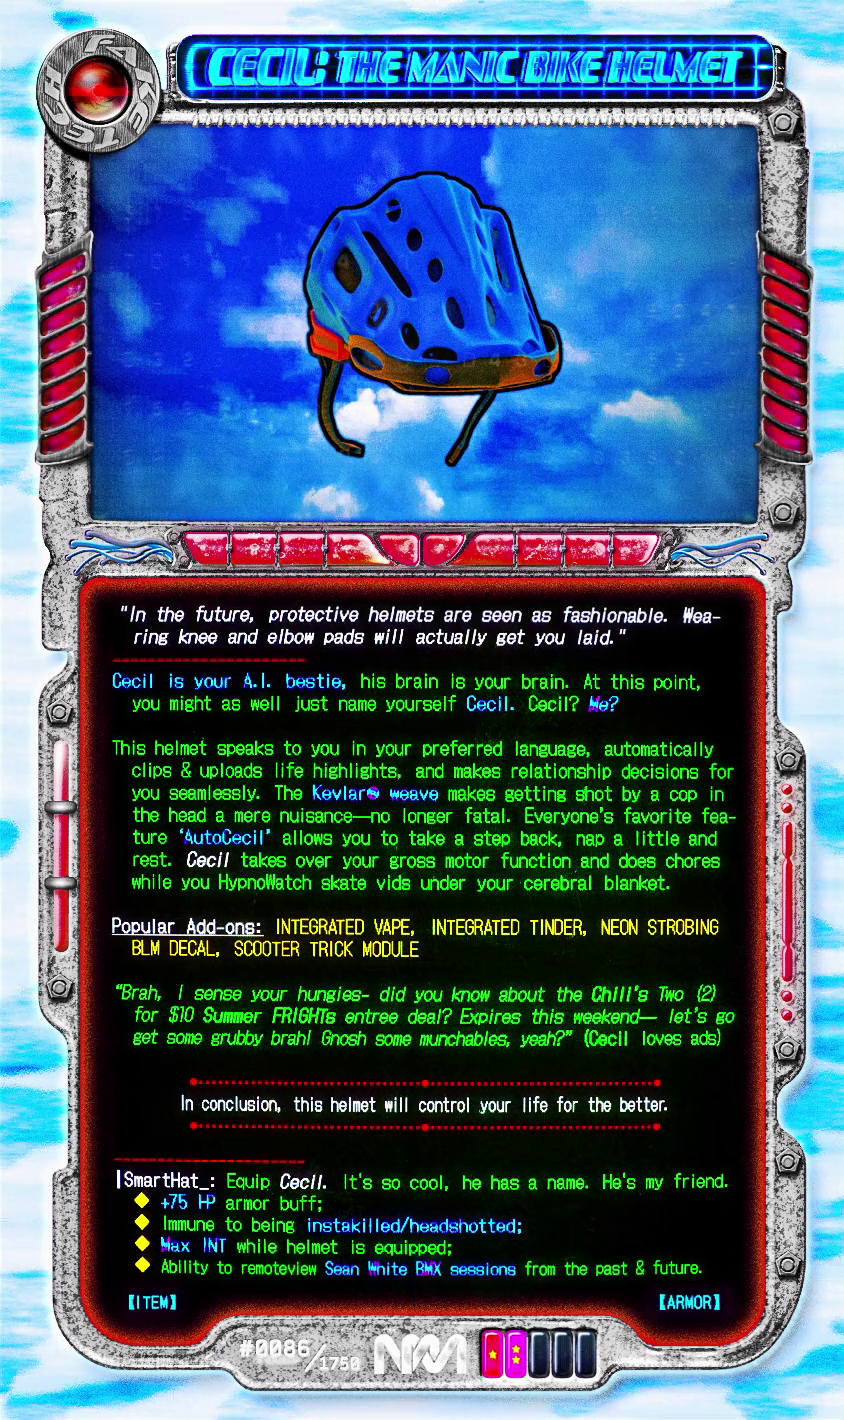 FAKE TECH
CECIL: THE MANIC BIKE HELMET
"In the future, protective helmets are seen as fashionable. Wea-
ring knee and elbow pads will actually get you laid."
Cecil is your A.I. bestie, his brain is your brain. At this point,
you might as well just name yourself Cecil. Cecil? Me?
This helmet speaks to you in your preferred language, automatically
clips & uploads life highlights, and makes relationship decisions for
you seamlessly. The Kevlar® weave makes getting shot by a cop in
the head a mere nuisance—no longer fatal. Everyone's favorite fea-
ture 'AutoCecil' allows you to take a step back, nap a little and
rest. Cecil takes over your gross motor function and does chores
while you HypnoWatch skate vids under your cerebral blanket.
Popular Add-ons: INTEGRATED VAPE, INTEGRATED TINDER, NEON STROBING
BLM DECAL, SCOOTER TRICK MODULE
"Brah, I sense your hungies- did you know about the Chili's Two (2)
for $10 Summer FRIGHTs entree deal? Expires this weekend— let's go
get some grubby brah! Gnosh some munchables, yeah?" (Cecil loves ads)
In conclusion, this helmet will control your life for the better.
|SmartHat_: Equip Cecil. It's so cool, he has a name. He's my friend.
+75 HP armor buff;
Immune to being instakilled/headshotted;
Max INT while helmet is equipped;
Ability to remoteview Sean White BMX sessions from the past & future.
【ITEM】 【ARMOR】
#0086/1750 NM